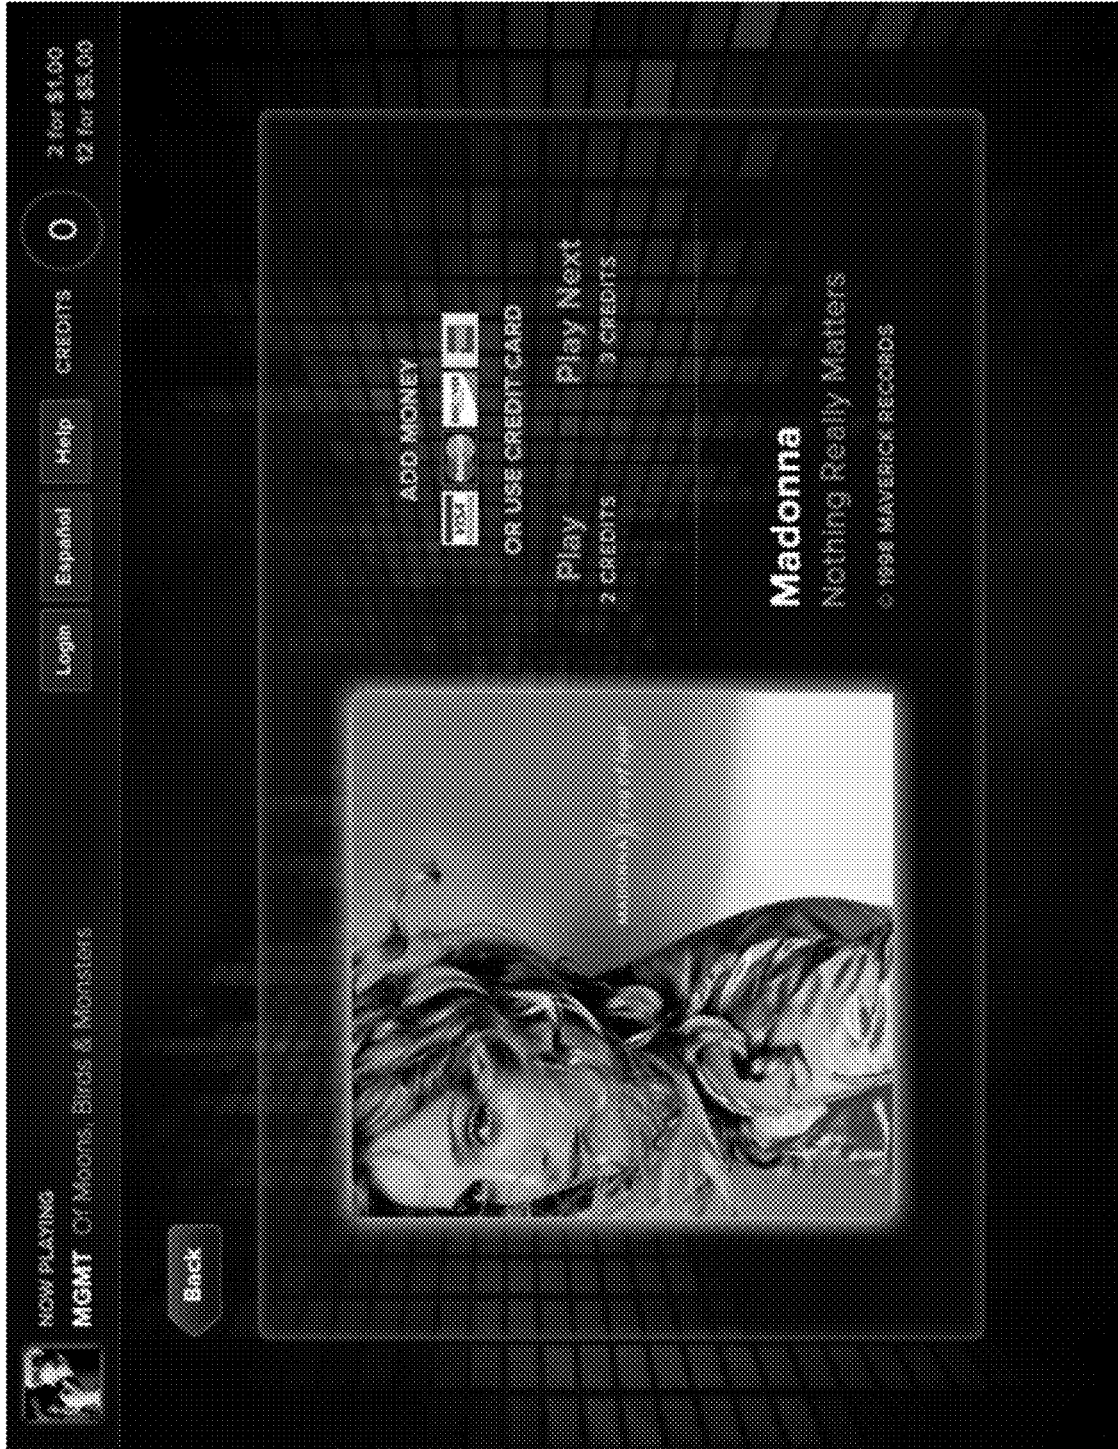 NOW PLAYING
MGMT Of Moons, Birds & Monsters
Login
Español
Help
CREDITS
0
2 for $1.00
12 for $5.00
Back
ADD MONEY
VISA
OR USE CREDIT CARD
Play
2 CREDITS
Play Next
3 CREDITS
Madonna
Nothing Really Matters
© 1998 MAVERICK RECORDS